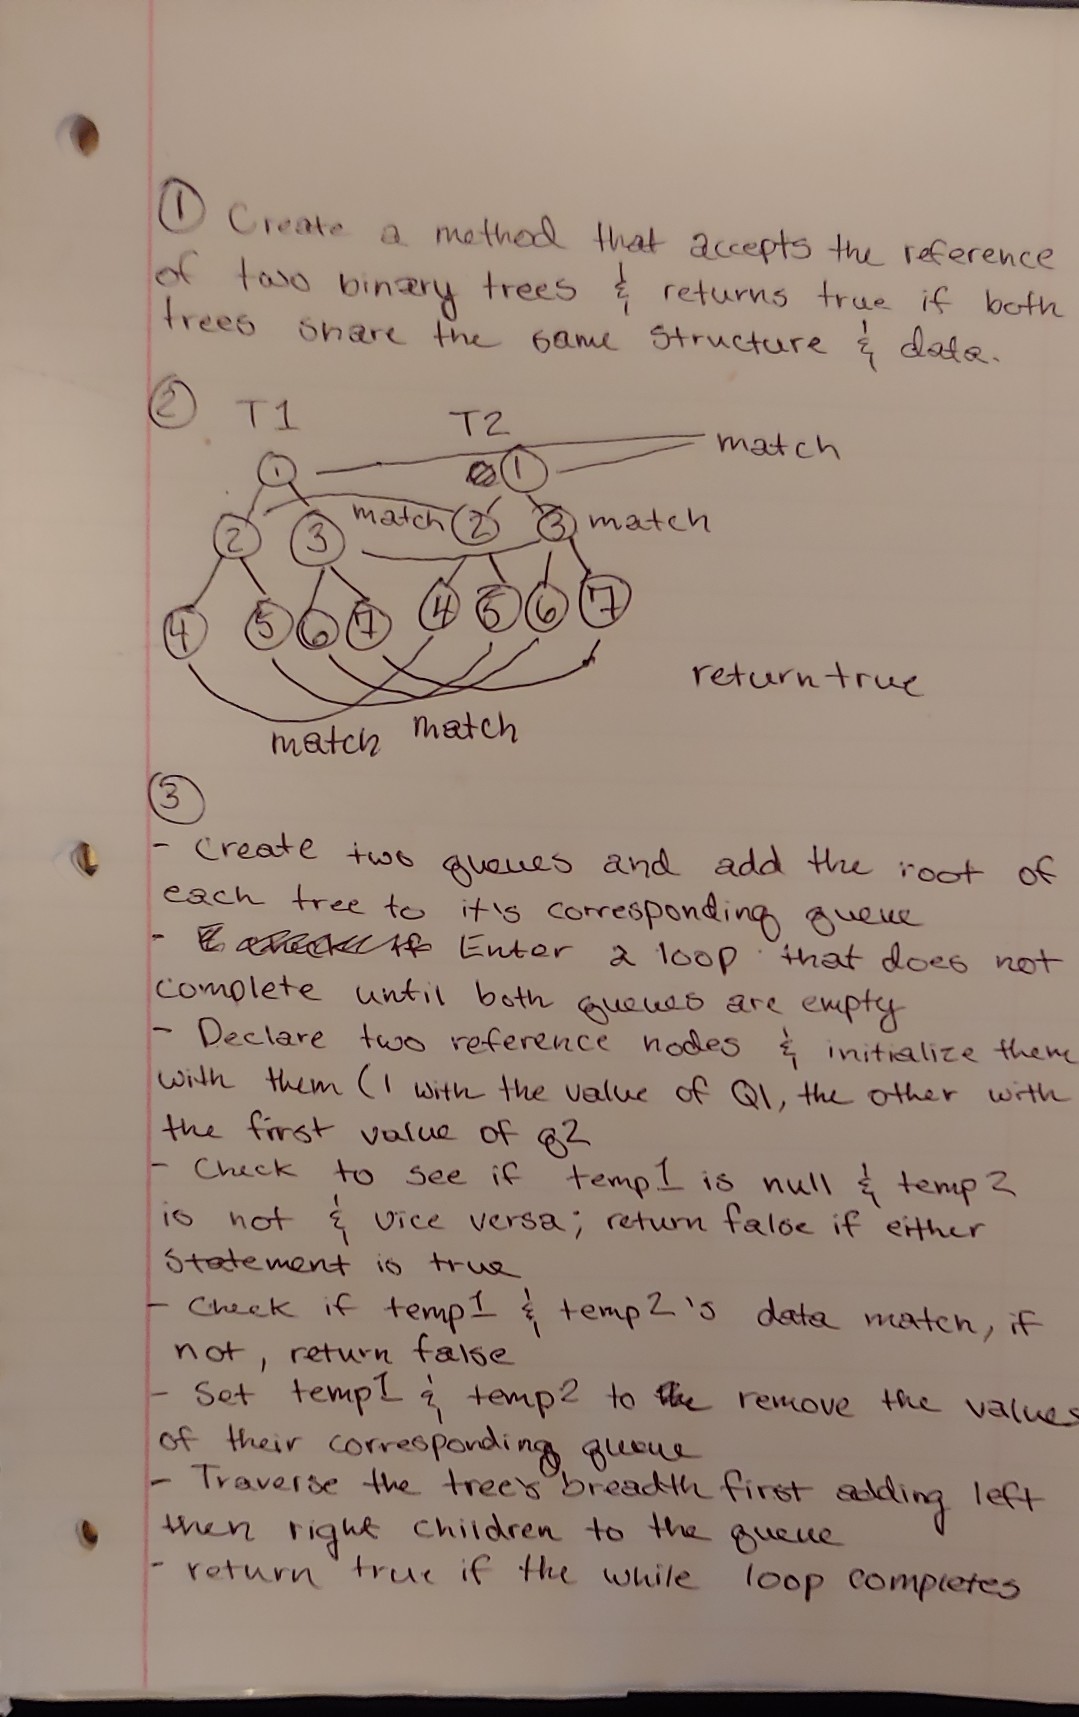 ① Create a method that accepts the reference
of two binary trees & returns true if both
trees share the same structure & data.
② T1 T2
match
1 1
2 3 match 2 3 match
4 5 6 7 4 5 6 7
return true
match match
③
- Create two queues and add the root of
each tree to it's corresponding queue
- Enter a loop that does not
complete until both queues are empty
- Declare two reference nodes & initialize them
with them (1 with the value of Q1, the other with
the first value of q2
- Check to see if temp1 is null & temp2
is not & vice versa; return false if either
statement is true
- Check if temp1 & temp2's data match, if
not, return false
- Set temp1 & temp2 to the remove the values
of their corresponding queue
- Traverse the tree's breadth first adding left
then right children to the queue
- return true if the while loop completes